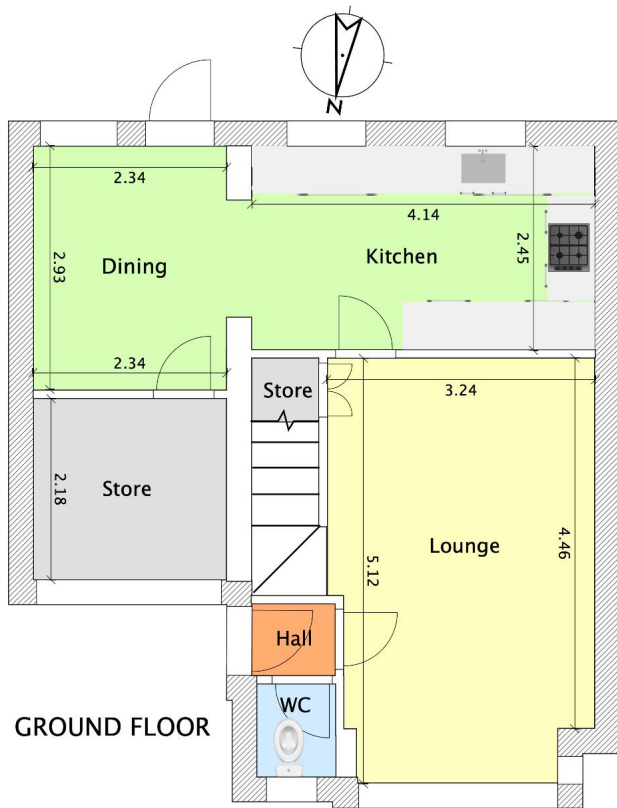 N
2.34
4.14
2.93
Dining
Kitchen
2.45
2.34
Store
3.24
2.18
Store
Lounge
4.46
5.12
Hall
WC
GROUND FLOOR